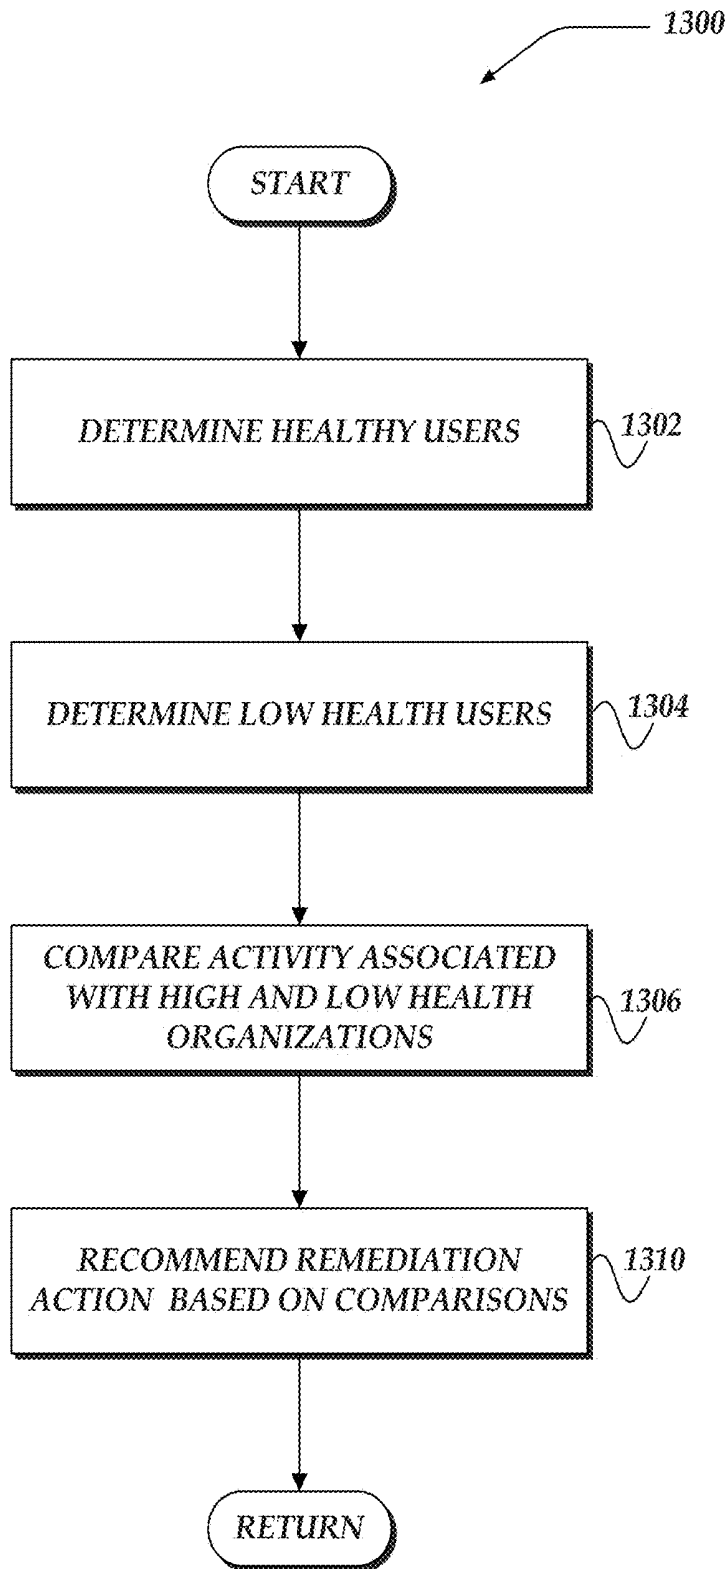 1300
START
DETERMINE HEALTHY USERS
1302
DETERMINE LOW HEALTH USERS
1304
COMPARE ACTIVITY ASSOCIATED
WITH HIGH AND LOW HEALTH
ORGANIZATIONS
1306
RECOMMEND REMEDIATION
ACTION BASED ON COMPARISONS
1310
RETURN